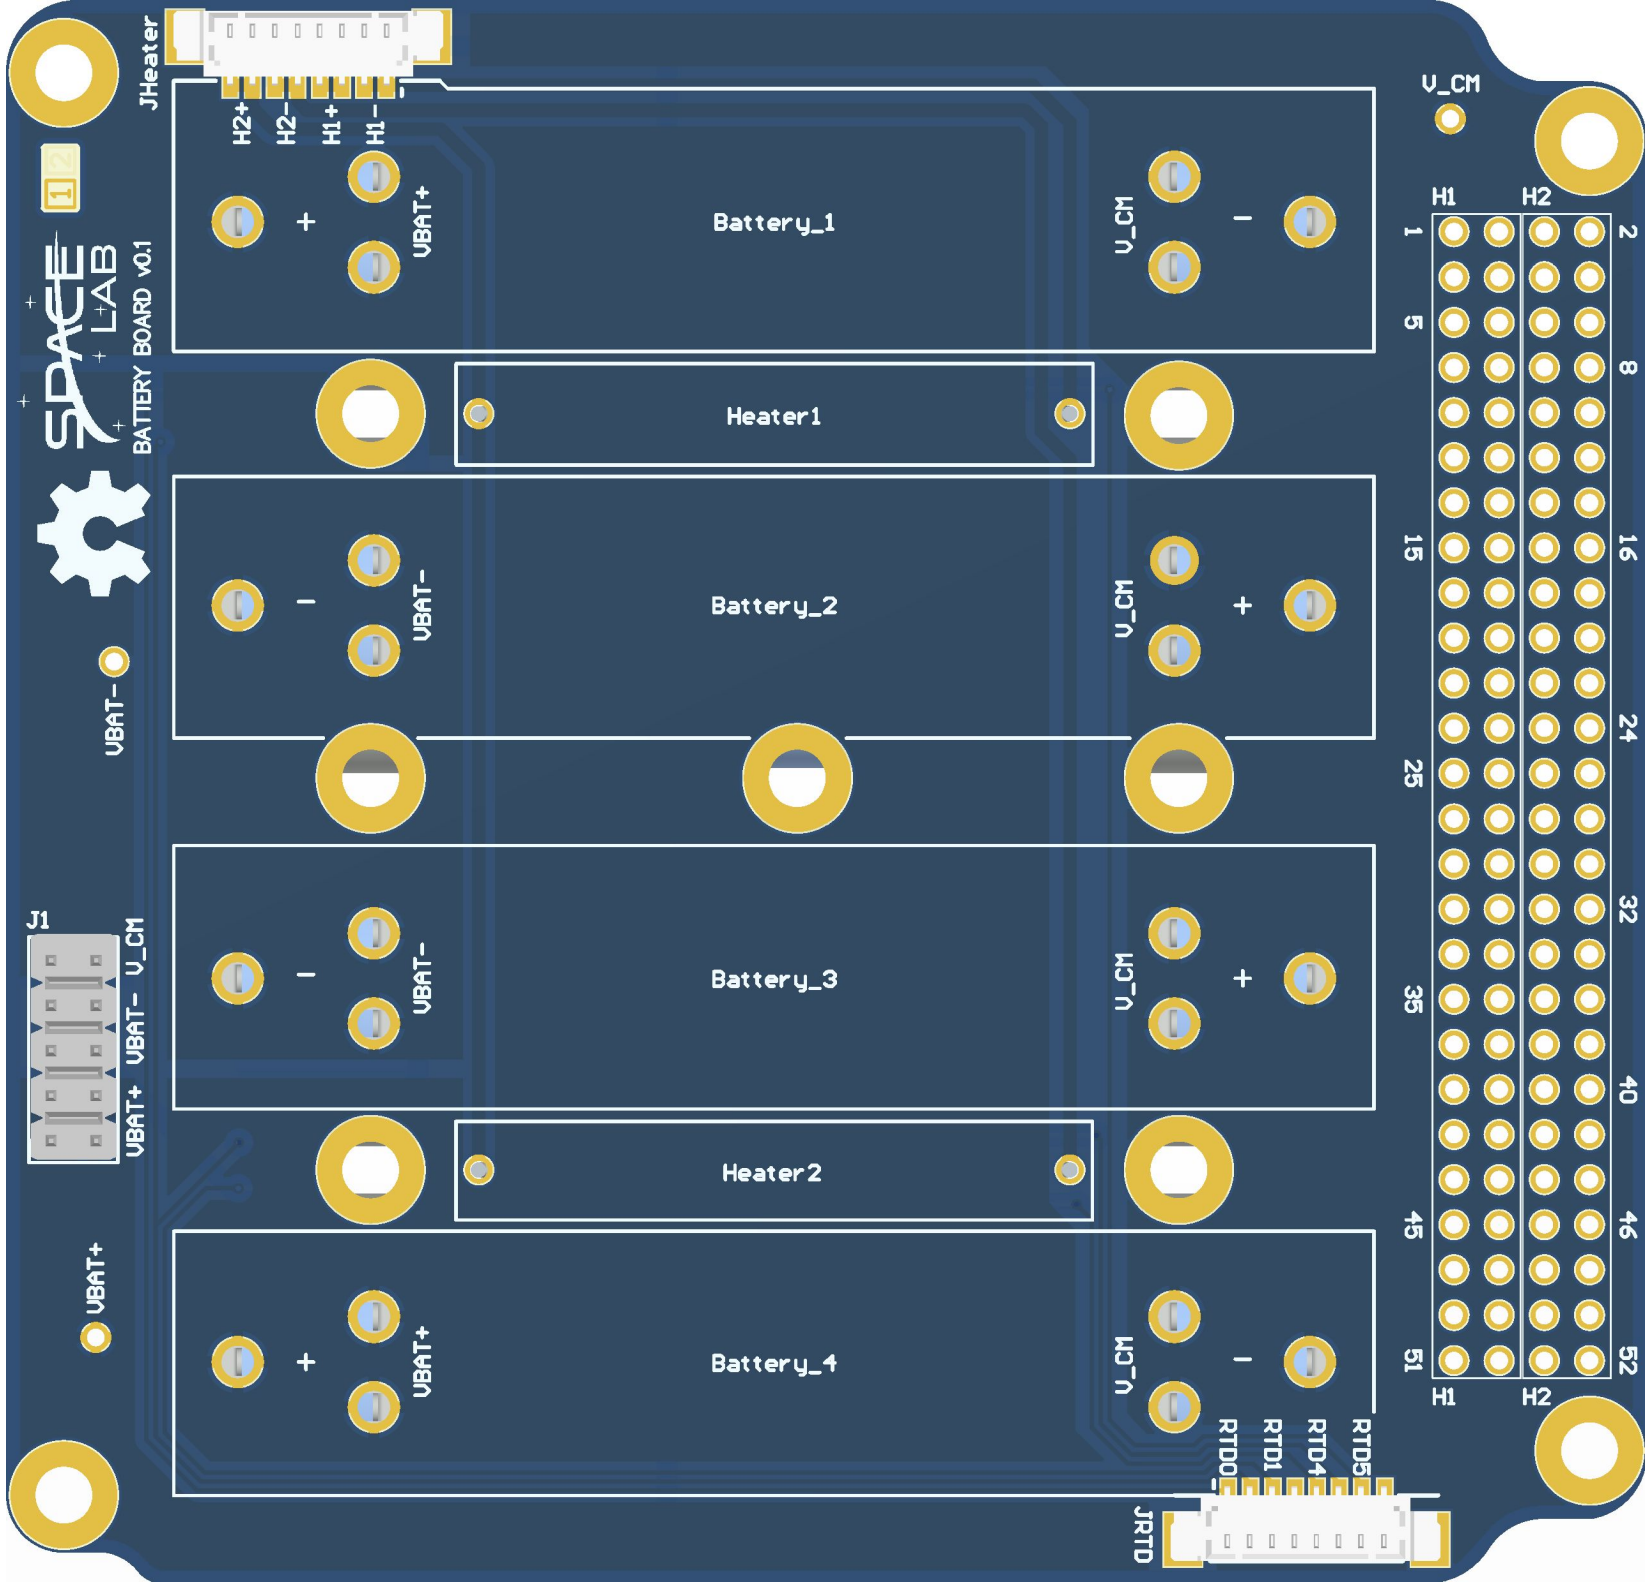 JHeater
H2+
H2-
H1+
H1-
V_CM
1
2
SPACE
LAB
BATTERY BOARD v0.1
+
VBAT+
Battery_1
V_CM
-
H1
H2
1
2
5
8
15
16
24
25
32
35
40
45
46
51
52
H1
H2
Heater1
-
VBAT-
Battery_2
V_CM
+
VBAT-
J1
V_CM
VBAT-
VBAT+
-
VBAT-
Battery_3
V_CM
+
Heater2
VBAT+
+
VBAT+
Battery_4
V_CM
-
RTD0
RTD1
RTD4
RTD5
JRTD